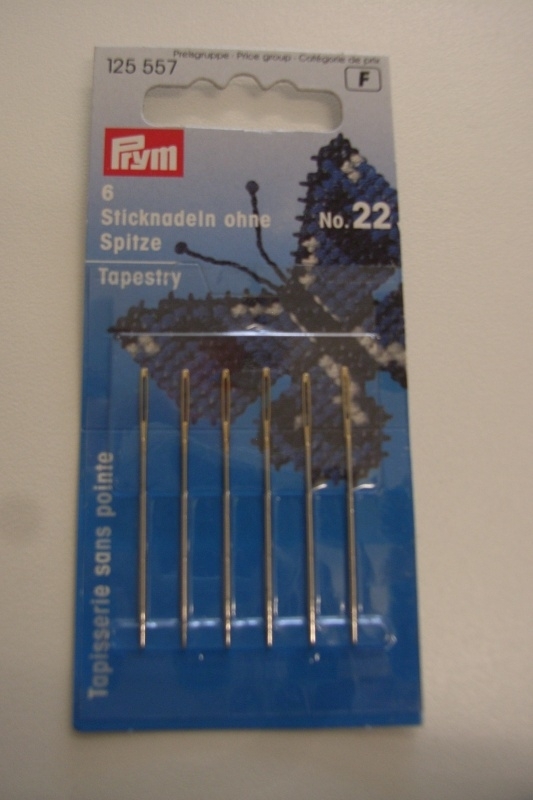 Preisgruppe · Price group · Catégorie de prix
125 557
F
Prym
6
Sticknadeln ohne
Spitze
No. 22
Tapestry
Tapisserie sans pointe